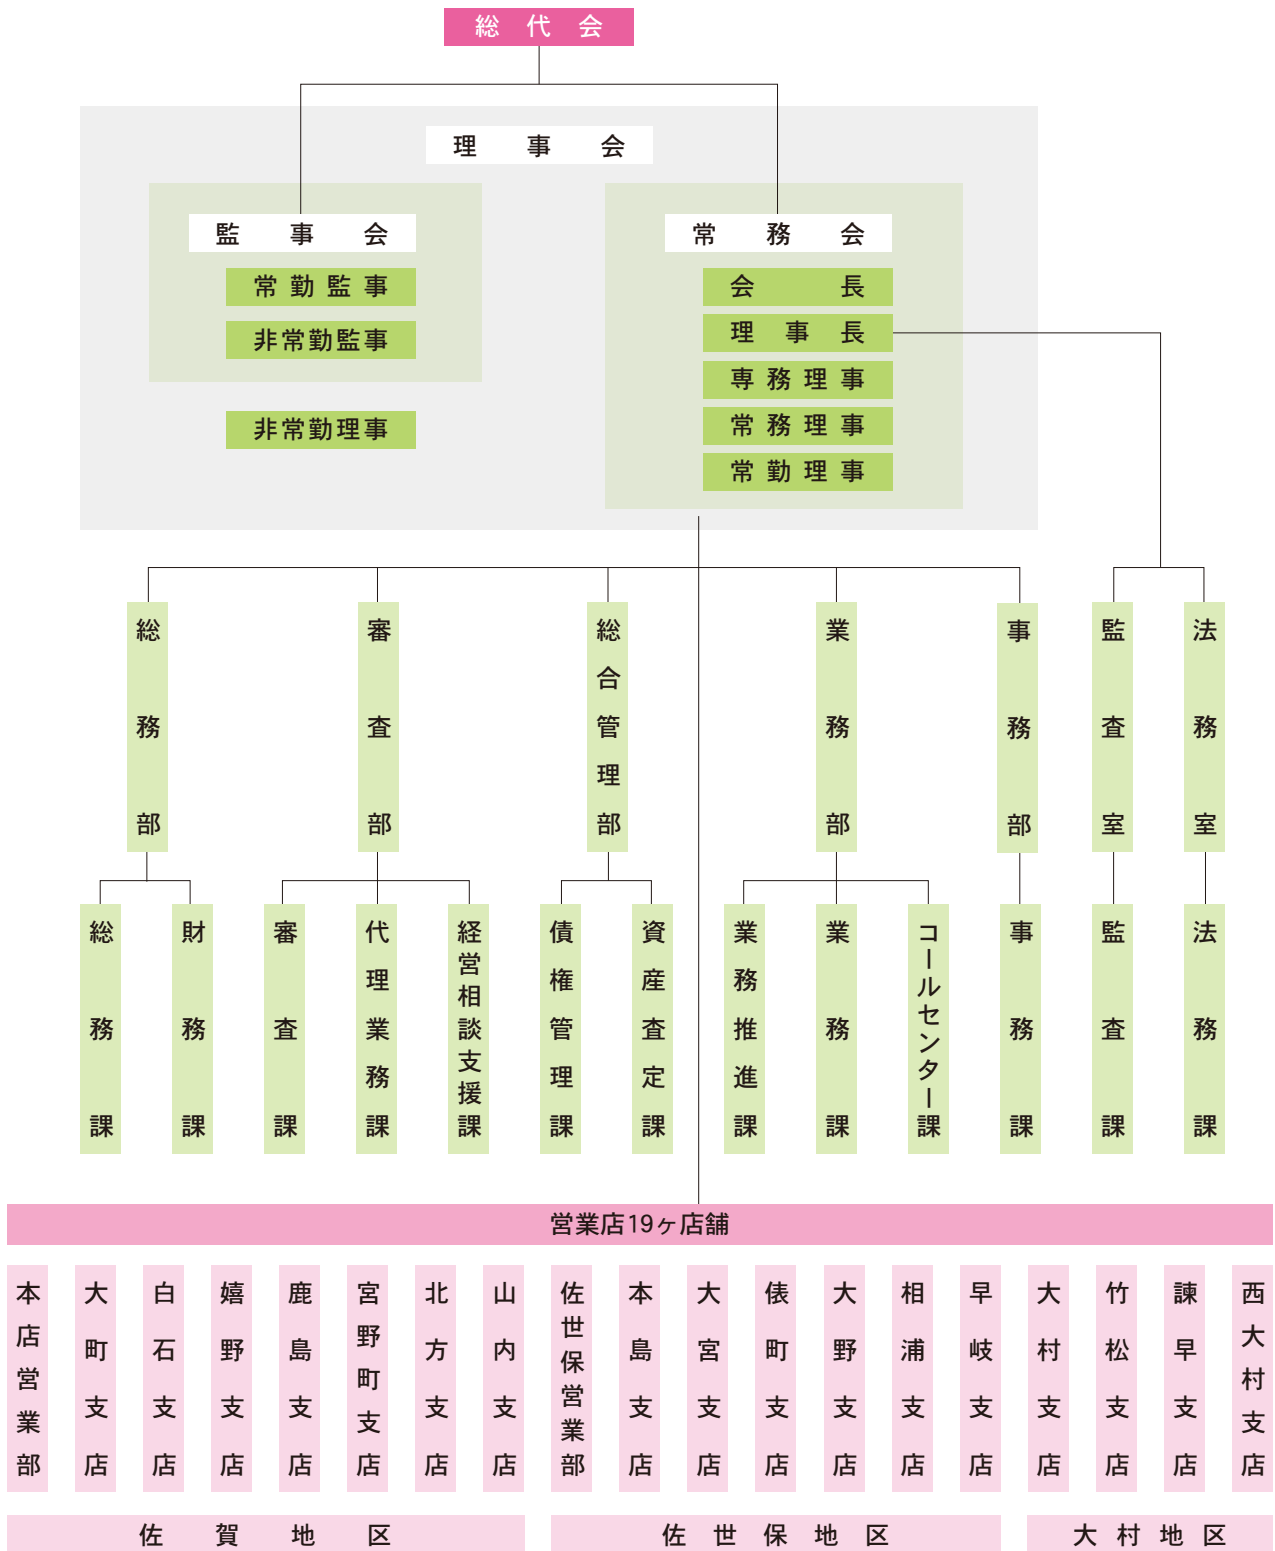 総代会
理事会
監事会
常務会
常勤監事
会長
非常勤監事
理事長
専務理事
非常勤理事
常務理事
常勤理事
総務部
審査部
総合管理部
業務部
事務部
監査室
法務室
総務課
財務課
審査課
代理業務課
経営相談支援課
債権管理課
資産査定課
業務推進課
業務課
コールセンター課
事務課
監査課
法務課
営業店19ヶ店舗
本店営業部
大町支店
白石支店
嬉野支店
鹿島支店
宮野町支店
北方支店
山内支店
佐世保営業部
本島支店
大宮支店
俵町支店
大野支店
相浦支店
早岐支店
大村支店
竹松支店
諫早支店
西大村支店
佐賀地区
佐世保地区
大村地区